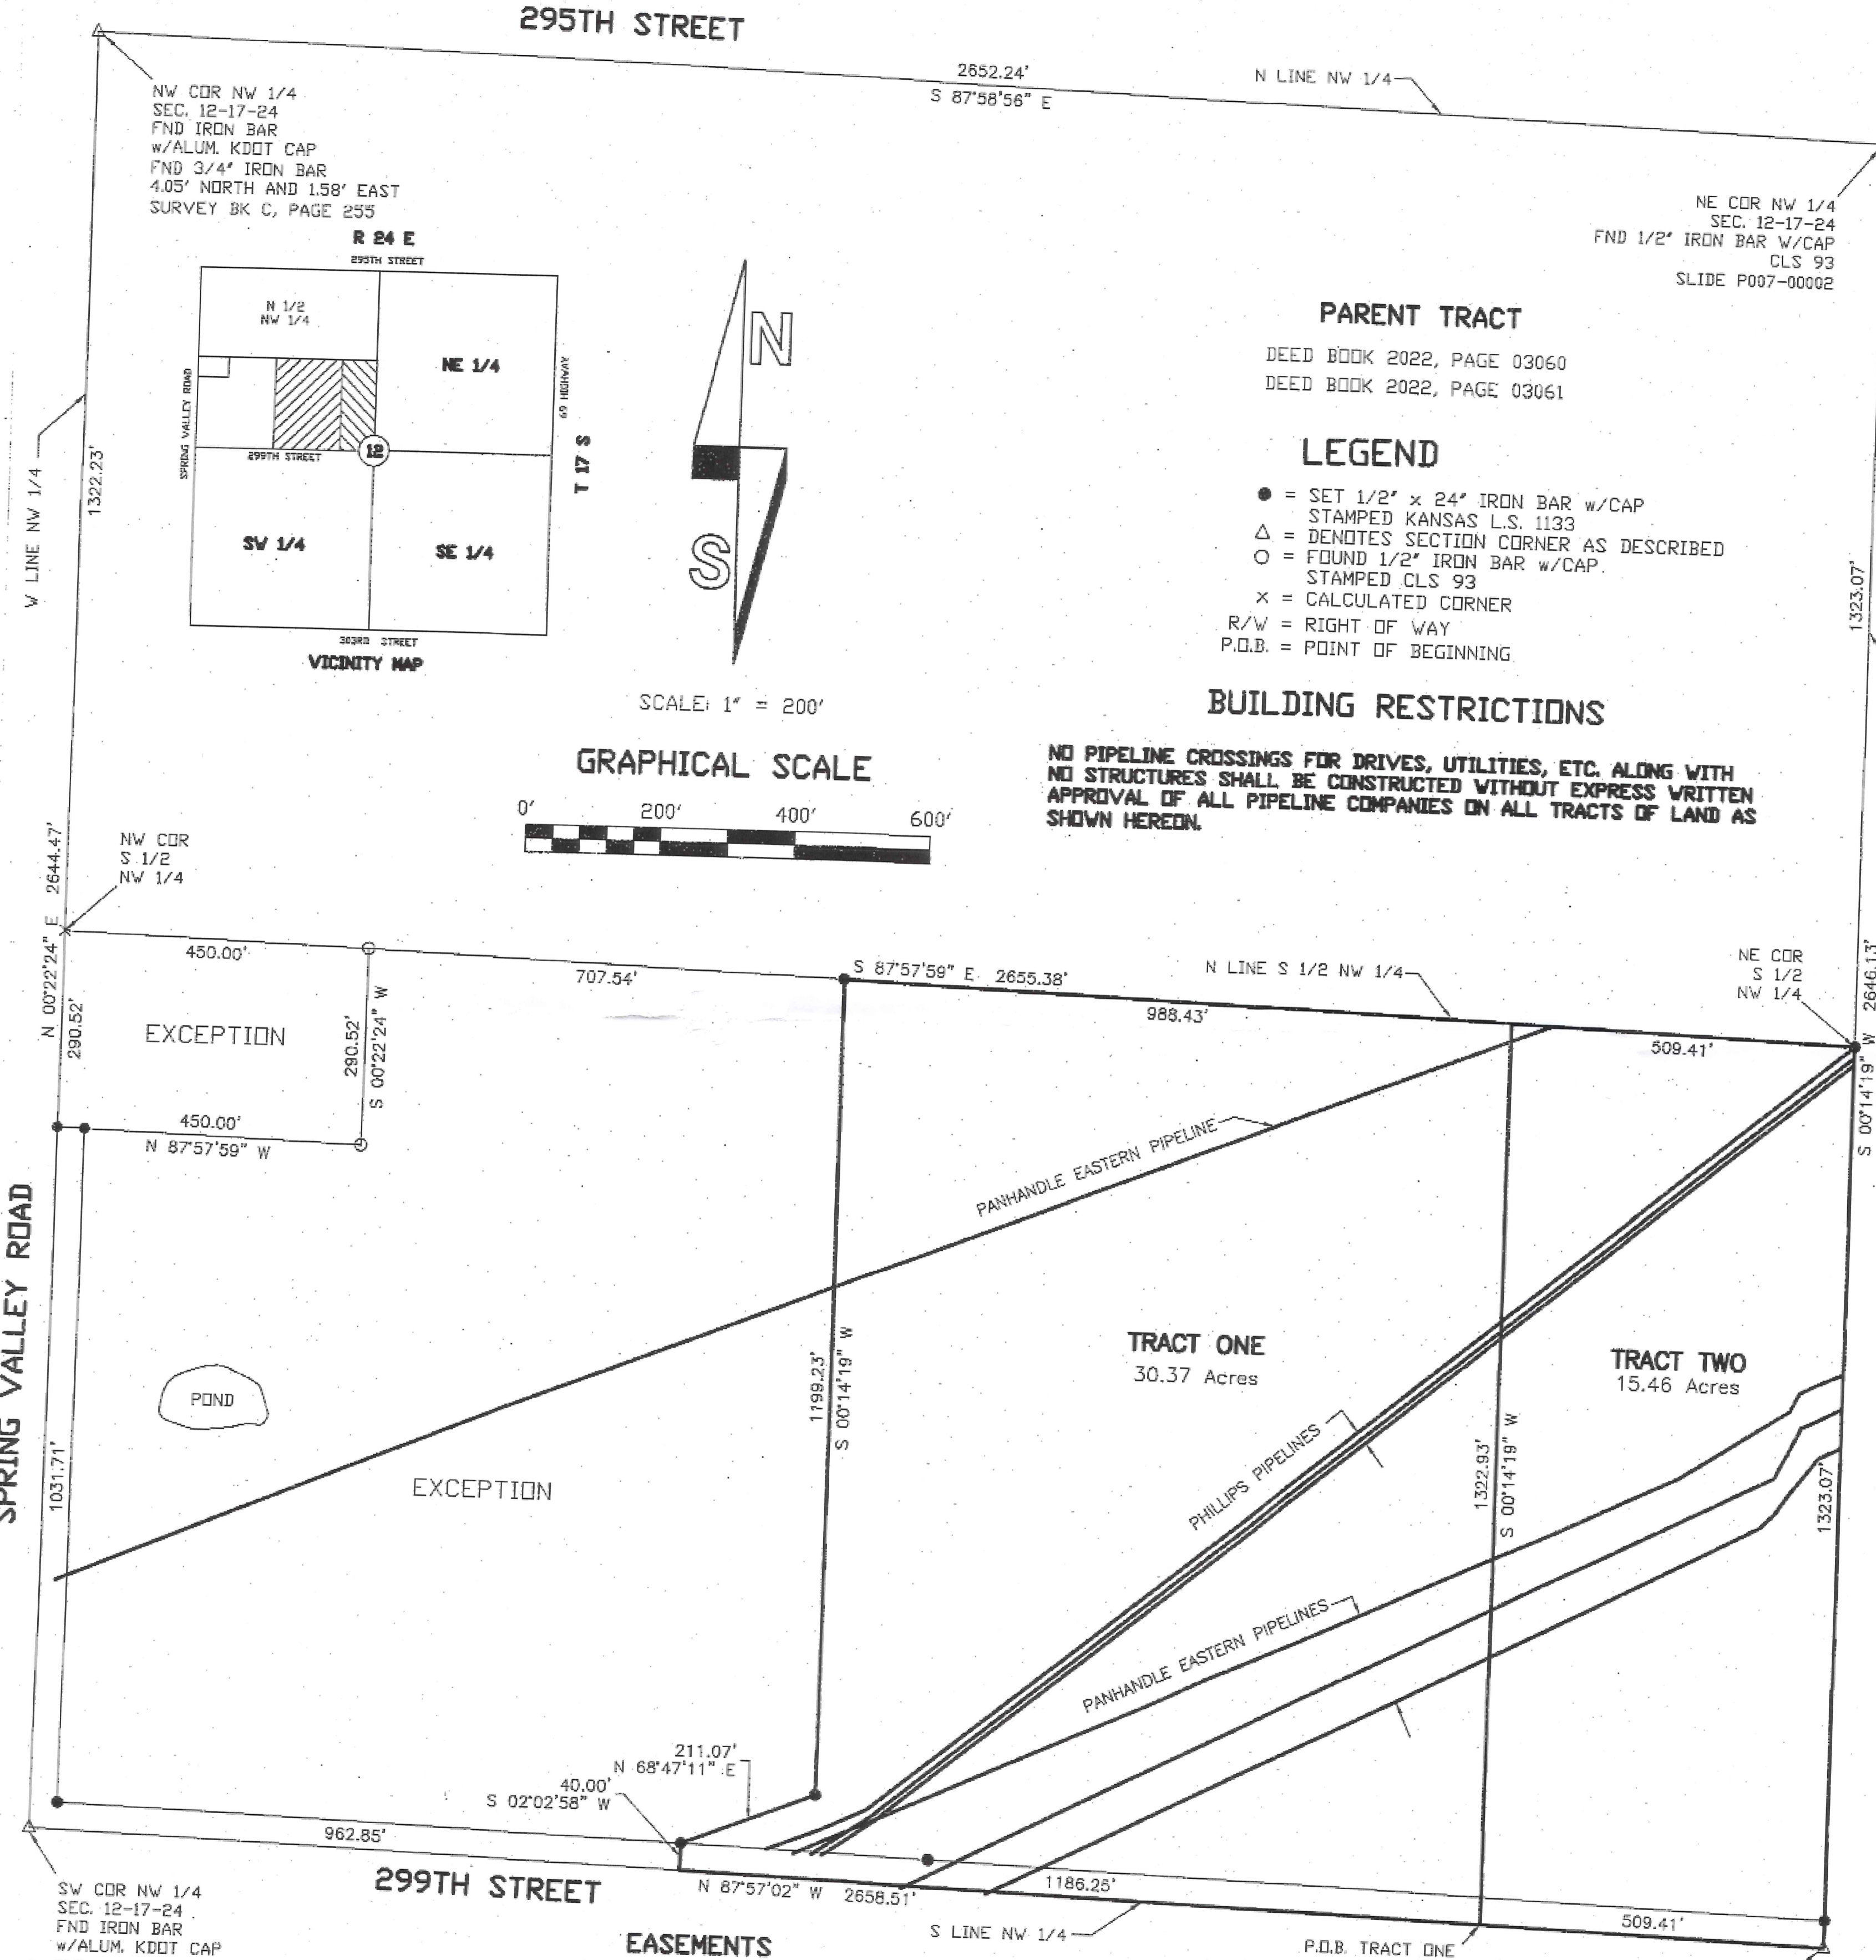 295TH STREET
2652.24'
S 87°58'56" E
N LINE NW 1/4
NW COR NW 1/4
SEC. 12-17-24
FND IRON BAR
w/ALUM. KDOT CAP
FND 3/4" IRON BAR
4.05' NORTH AND 1.58' EAST
SURVEY BK C, PAGE 255
NE COR NW 1/4
SEC. 12-17-24
FND 1/2" IRON BAR W/CAP
CLS 93
SLIDE P007-00002
R 24 E
295TH STREET
N 1/2
NW 1/4
NE 1/4
SPRING VALLEY ROAD
69 HIGHWAY
T 17 S
299TH STREET
12
SW 1/4
SE 1/4
303RD STREET
VICINITY MAP
N
S
SCALE: 1" = 200'
GRAPHICAL SCALE
0' 200' 400' 600'
PARENT TRACT
DEED BOOK 2022, PAGE 03060
DEED BOOK 2022, PAGE 03061
LEGEND
● = SET 1/2" x 24" IRON BAR w/CAP
STAMPED KANSAS L.S. 1133
△ = DENOTES SECTION CORNER AS DESCRIBED
○ = FOUND 1/2" IRON BAR w/CAP.
STAMPED CLS 93
× = CALCULATED CORNER
R/W = RIGHT OF WAY
P.O.B. = POINT OF BEGINNING
BUILDING RESTRICTIONS
NO PIPELINE CROSSINGS FOR DRIVES, UTILITIES, ETC. ALONG WITH
NO STRUCTURES SHALL BE CONSTRUCTED WITHOUT EXPRESS WRITTEN
APPROVAL OF ALL PIPELINE COMPANIES ON ALL TRACTS OF LAND AS
SHOWN HEREON.
W LINE NW 1/4
1322.23'
1323.07'
N 00°22'24" E 2644.47'
NW COR
S 1/2
NW 1/4
450.00'
707.54'
S 87°57'59" E 2655.38'
N LINE S 1/2 NW 1/4
988.43'
509.41'
NE COR
S 1/2
NW 1/4
S 00°14'19" W 2646.13'
290.52'
EXCEPTION
290.52'
S 00°22'24" W
450.00'
N 87°57'59" W
PANHANDLE EASTERN PIPELINE
SPRING VALLEY ROAD
1031.71'
POND
EXCEPTION
1199.23'
S 00°14'19" W
TRACT ONE
30.37 Acres
TRACT TWO
15.46 Acres
PHILLIPS PIPELINES
1322.93'
S 00°14'19" W
1323.07'
PANHANDLE EASTERN PIPELINES
211.07'
N 68°47'11" E
40.00'
S 02°02'58" W
962.85'
299TH STREET
N 87°57'02" W 2658.51'
1186.25'
509.41'
S LINE NW 1/4
P.O.B. TRACT ONE
SW COR NW 1/4
SEC. 12-17-24
FND IRON BAR
w/ALUM. KDOT CAP
EASEMENTS